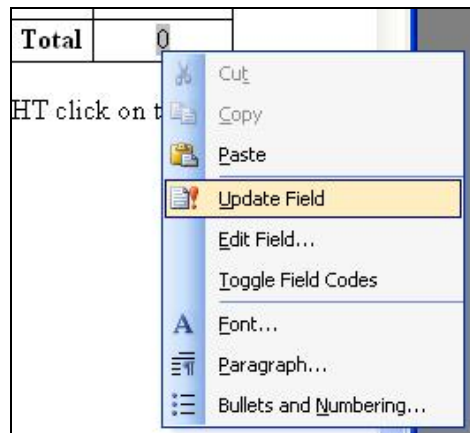 Total 0
HT click on t
Cut
Copy
Paste
Update Field
Edit Field...
Toggle Field Codes
Font...
Paragraph...
Bullets and Numbering...